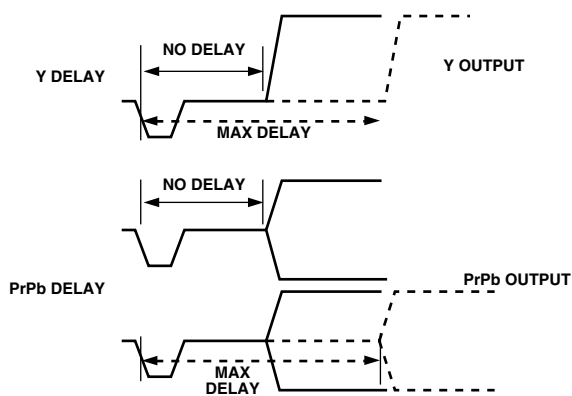 NO DELAY
Y DELAY
Y OUTPUT
MAX DELAY
NO DELAY
PrPb DELAY
PrPb OUTPUT
MAX
DELAY